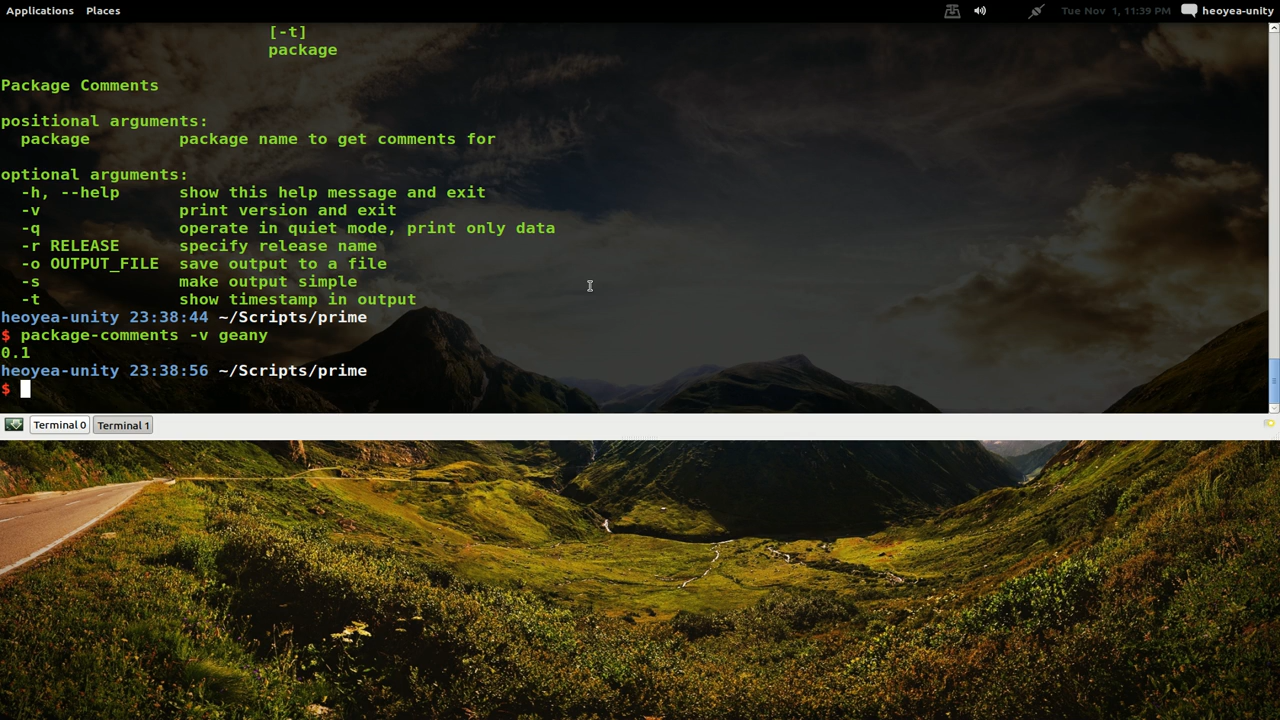 Applications Places Tue Nov 1, 11:39 PM heoyea-unity
[-t]
package
Package Comments
positional arguments:
package package name to get comments for
optional arguments:
-h, --help show this help message and exit
-v print version and exit
-q operate in quiet mode, print only data
-r RELEASE specify release name
-o OUTPUT_FILE save output to a file
-s make output simple
-t show timestamp in output
heoyea-unity 23:38:44 ~/Scripts/prime
$ package-comments -v geany
0.1
heoyea-unity 23:38:56 ~/Scripts/prime
$
Terminal 0 Terminal 1